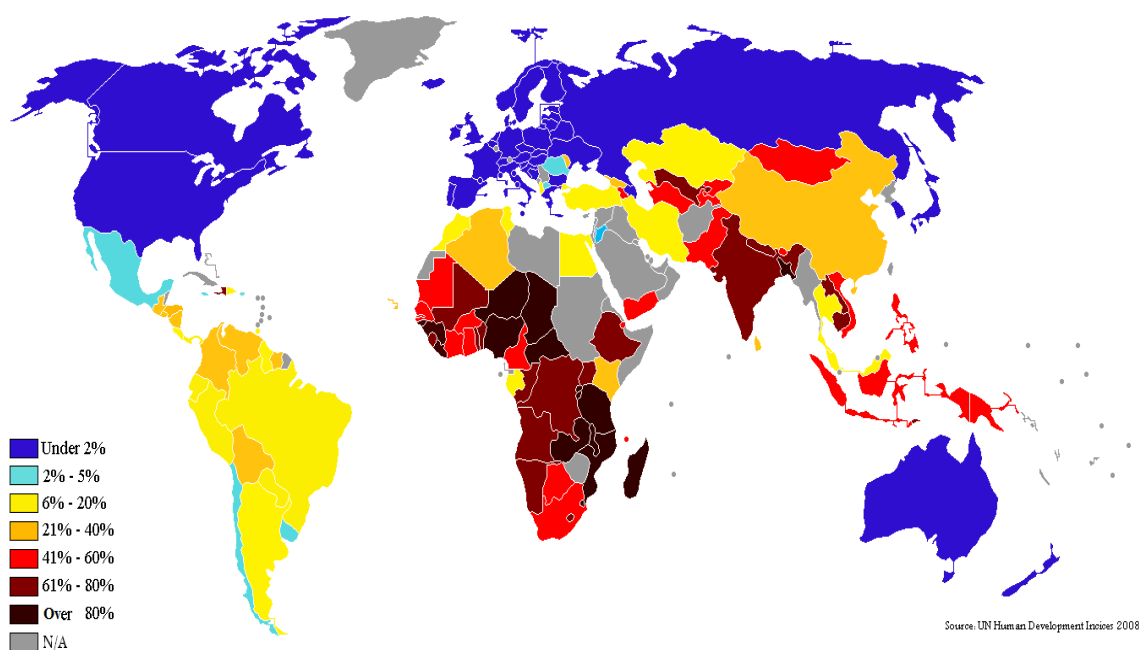 Under 2%
2% - 5%
6% - 20%
21% - 40%
41% - 60%
61% - 80%
Over 80%
N/A
Source: UN Human Development Incices 2008